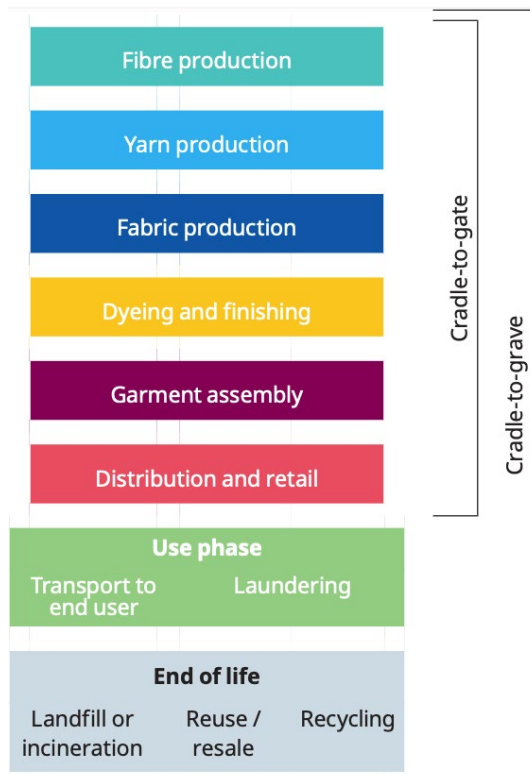 Fibre production
Yarn production
Fabric production
Dyeing and finishing
Garment assembly
Distribution and retail
Cradle-to-gate
Cradle-to-grave
Use phase
Transport to
end user
Laundering
End of life
Landfill or
incineration
Reuse /
resale
Recycling